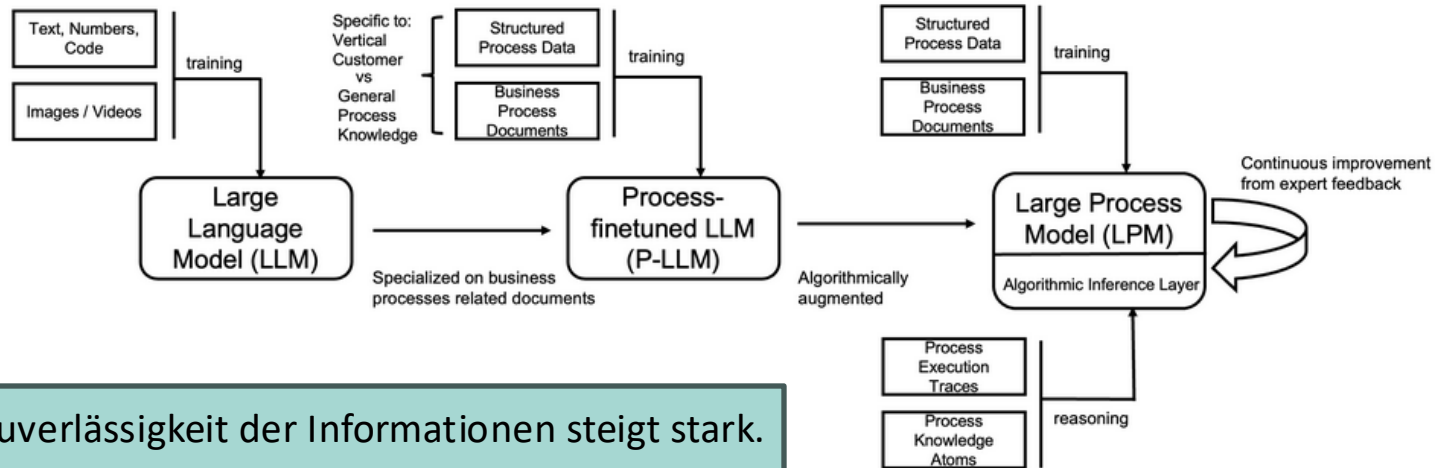 Text, Numbers,
Code
Images / Videos
training
Large
Language
Model (LLM)
Specialized on business
processes related documents
Specific to:
Vertical
Customer
vs
General
Process
Knowledge
Structured
Process Data
Business
Process
Documents
training
Process-
finetuned LLM
(P-LLM)
Algorithmically
augmented
Structured
Process Data
Business
Process
Documents
training
Large Process
Model (LPM)
Algorithmic Inference Layer
Continuous improvement
from expert feedback
Process
Execution
Traces
Process
Knowledge
Atoms
reasoning
uverlässigkeit der Informationen steigt stark.